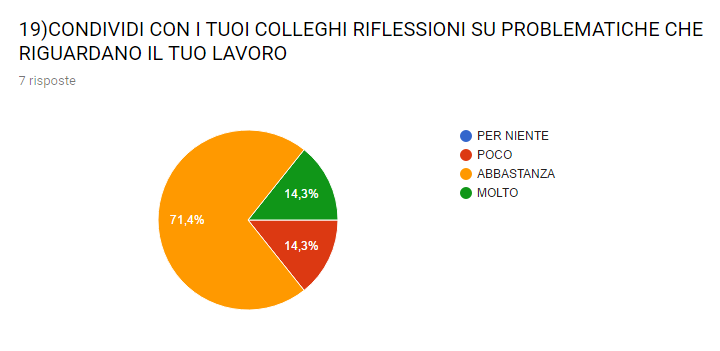 19)CONDIVIDI CON I TUOI COLLEGHI RIFLESSIONI SU PROBLEMATICHE CHE
RIGUARDANO IL TUO LAVORO
7 risposte
PER NIENTE
POCO
ABBASTANZA
MOLTO
14,3%
71,4%
14,3%